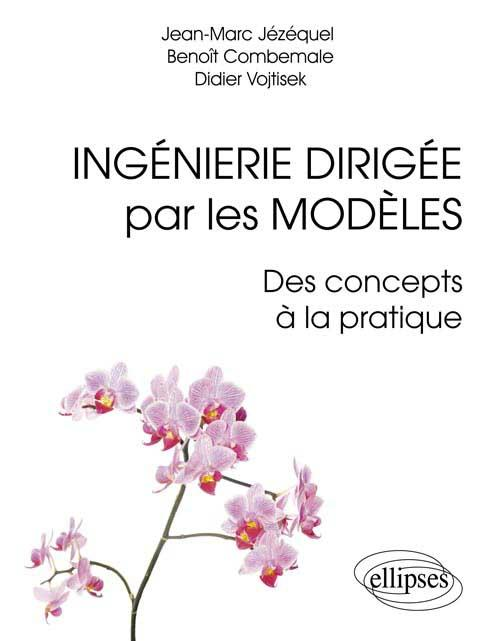 Jean-Marc Jézéquel
Benoît Combemale
Didier Vojtisek
INGÉNIERIE DIRIGÉE
par les MODÈLES
Des concepts
à la pratique
ellipses